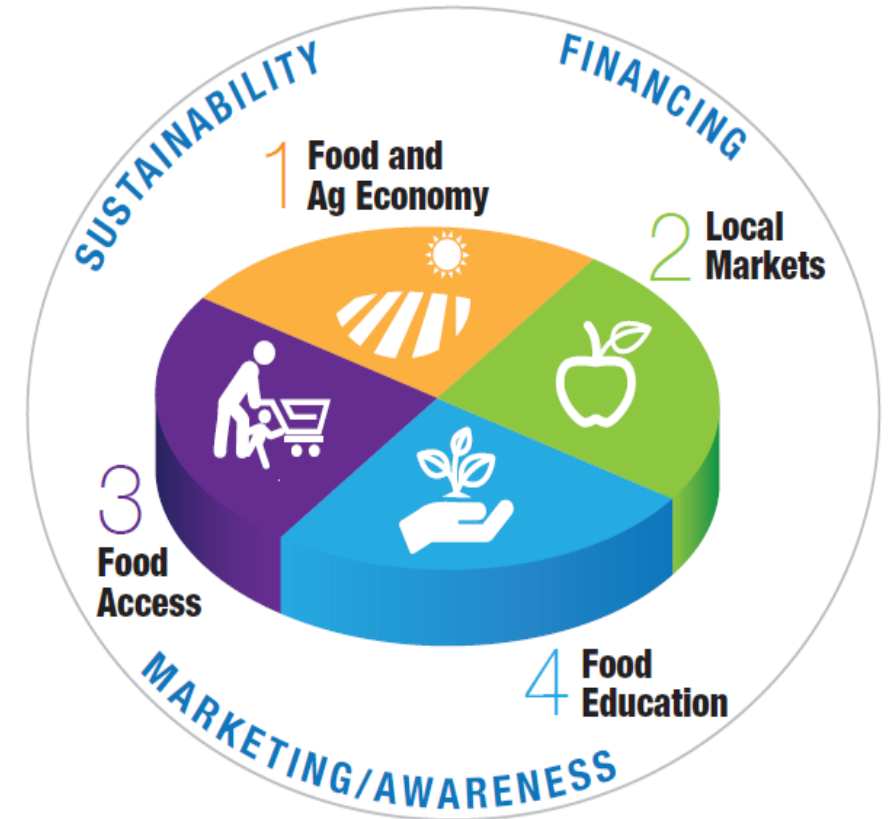 SUSTAINABILITY
FINANCING
1 Food and
Ag Economy
2 Local
Markets
3
Food
Access
4 Food
Education
MARKETING/AWARENESS